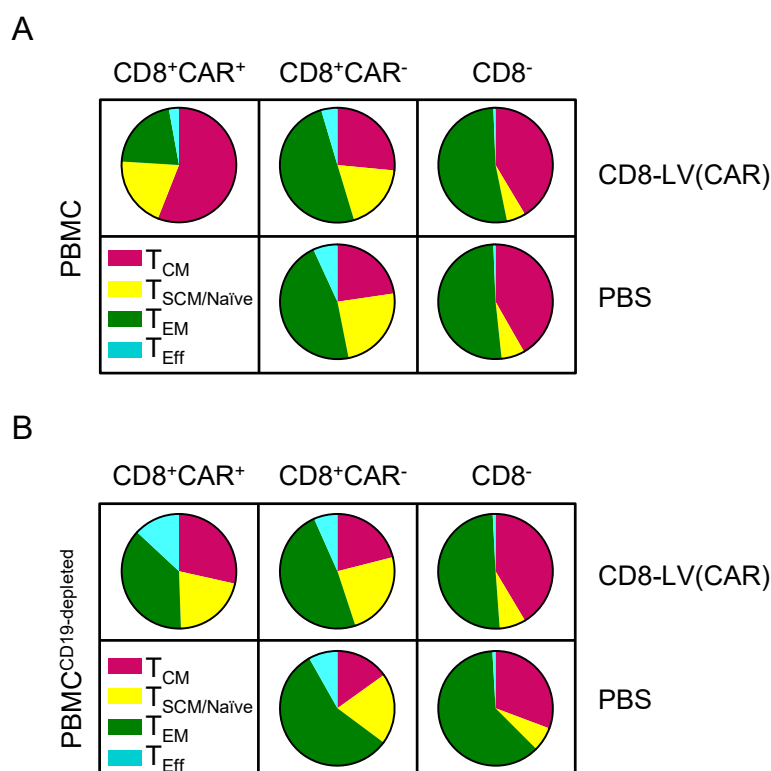 A
CD8⁺CAR⁺ CD8⁺CAR⁻ CD8⁻
PBMC
CD8-LV(CAR)
T_CM
T_SCM/Naïve
T_EM
T_Eff
PBS
B
CD8⁺CAR⁺ CD8⁺CAR⁻ CD8⁻
PBMC^CD19-depleted
CD8-LV(CAR)
T_CM
T_SCM/Naïve
T_EM
T_Eff
PBS